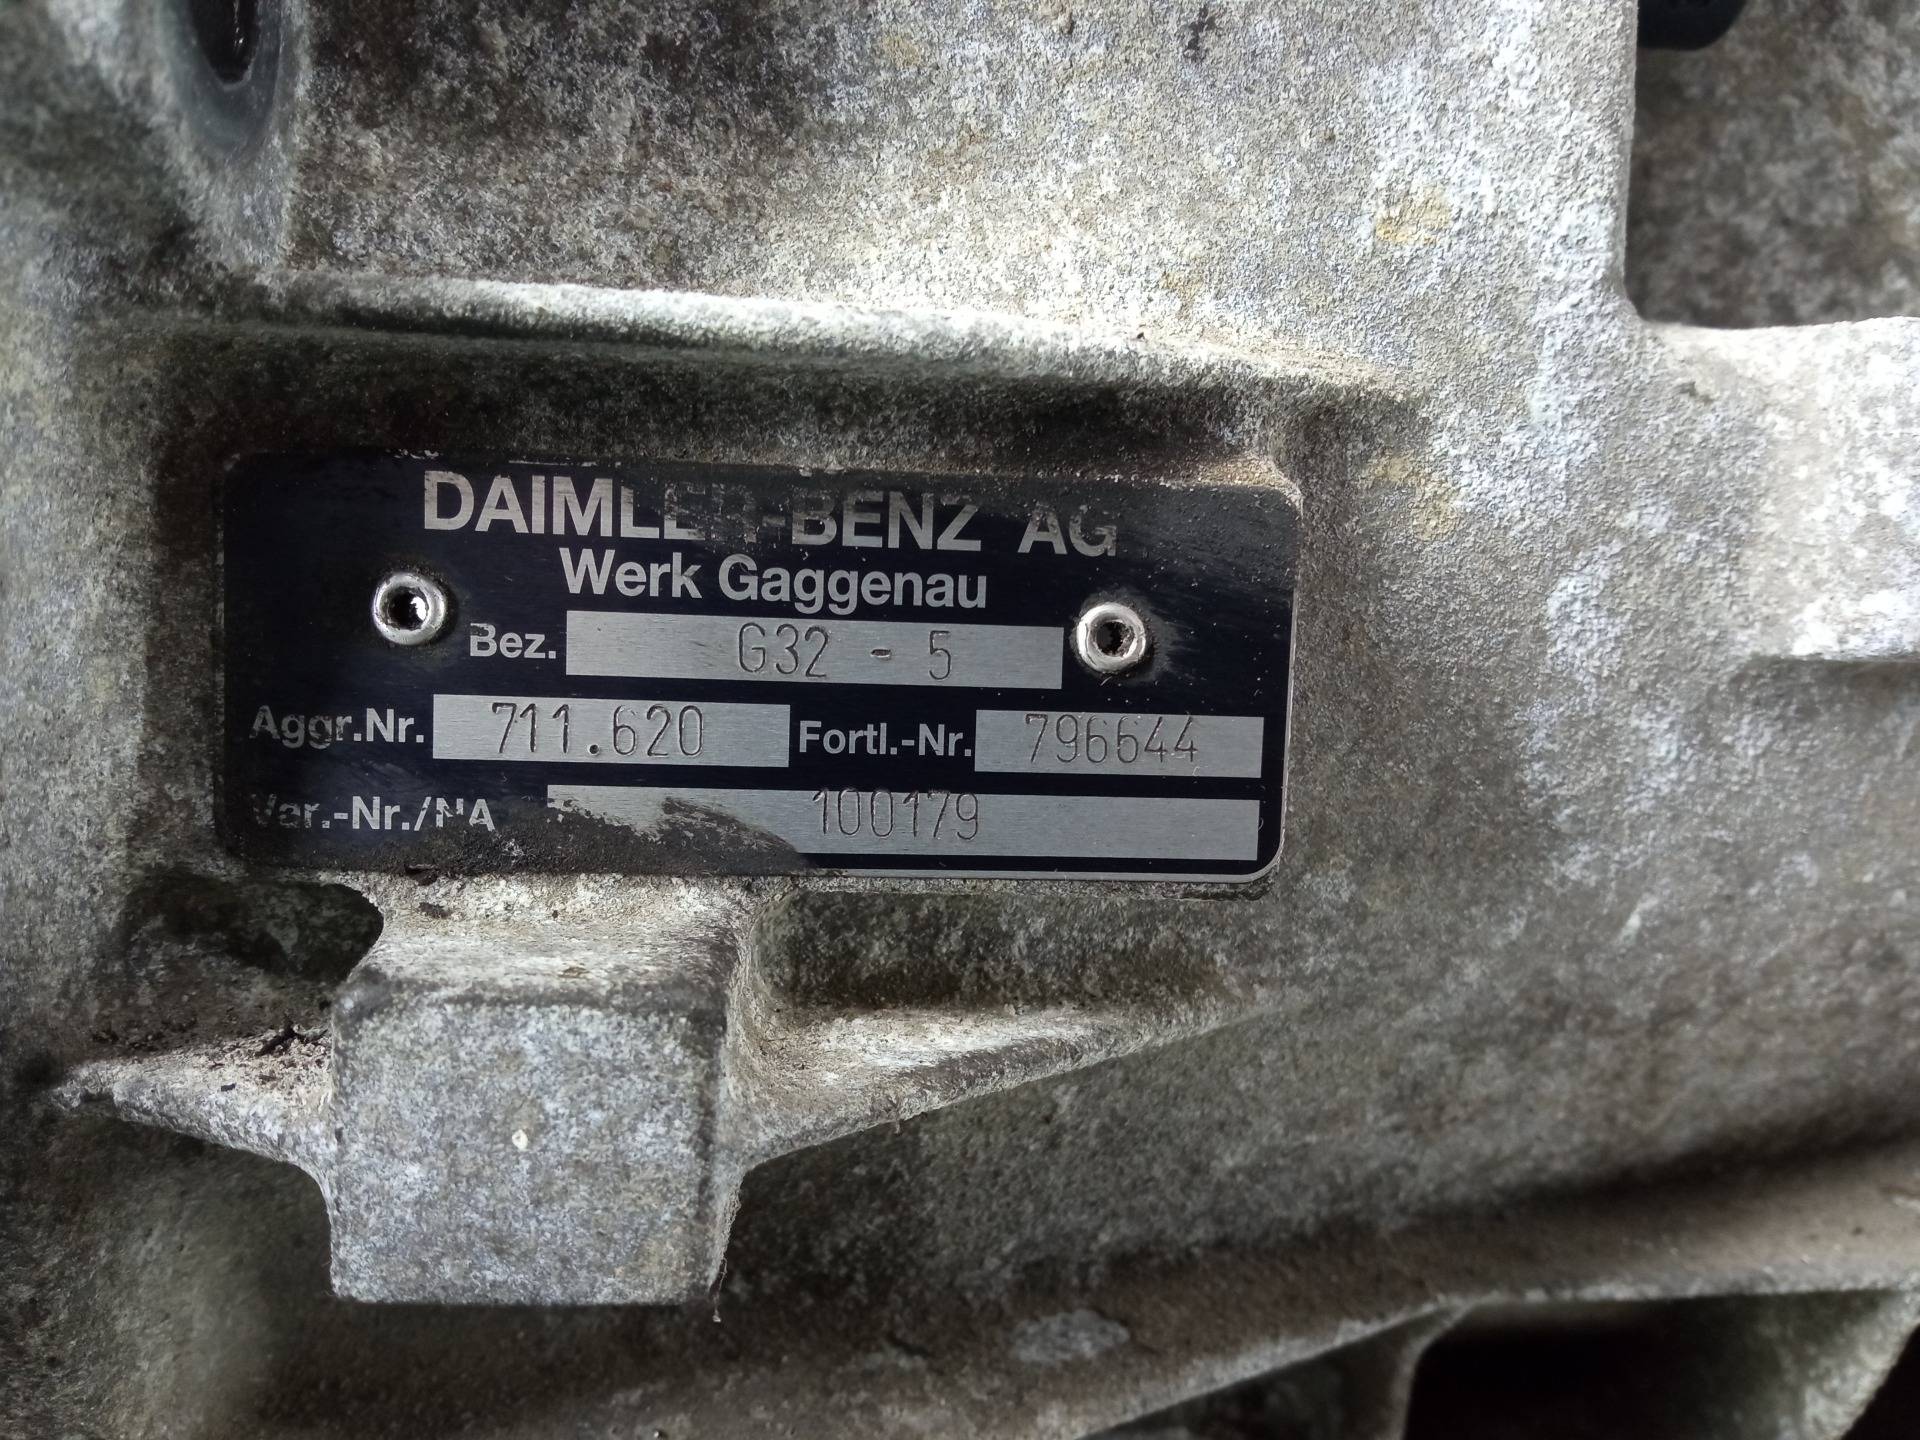 DAIMLER-BENZ AG
Werk Gaggenau
Bez. G32 - 5
Aggr.Nr. 711.620 Fortl.-Nr. 796644
Var.-Nr./NA 100179